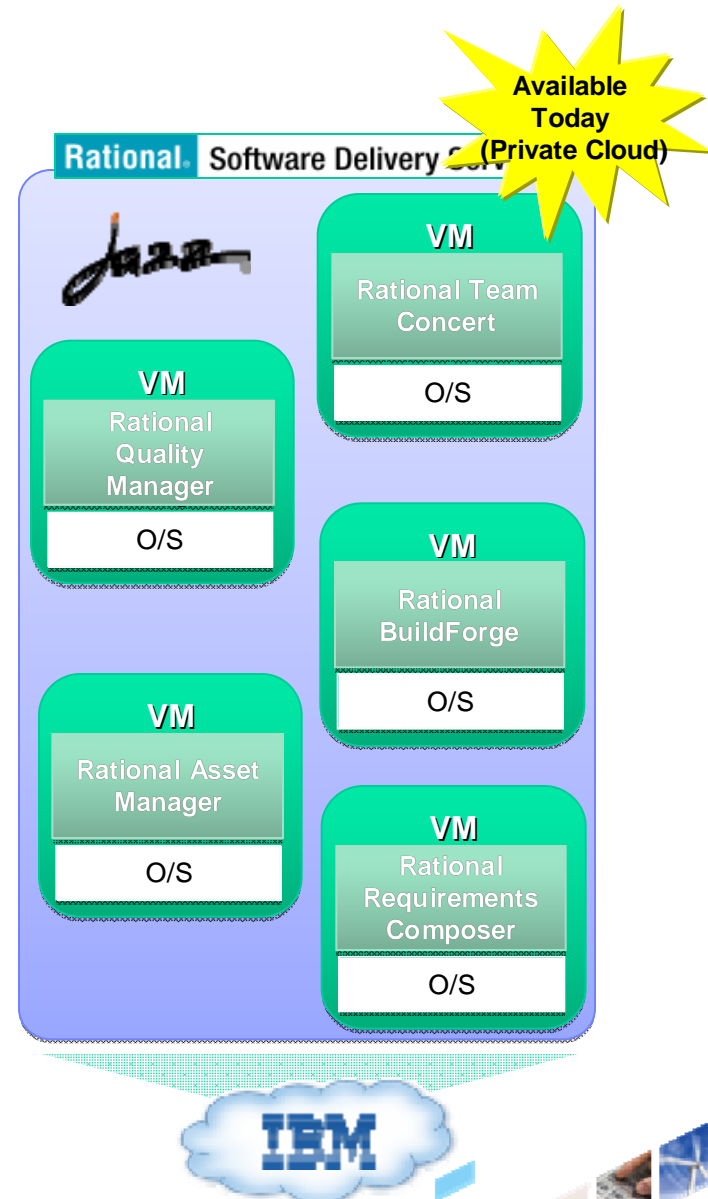 Available
Today
(Private Cloud)
Rational. Software Delivery
Jazz
VM
Rational Team
Concert
O/S
VM
Rational
Quality
Manager
O/S
VM
Rational
BuildForge
O/S
VM
Rational Asset
Manager
O/S
VM
Rational
Requirements
Composer
O/S
IBM